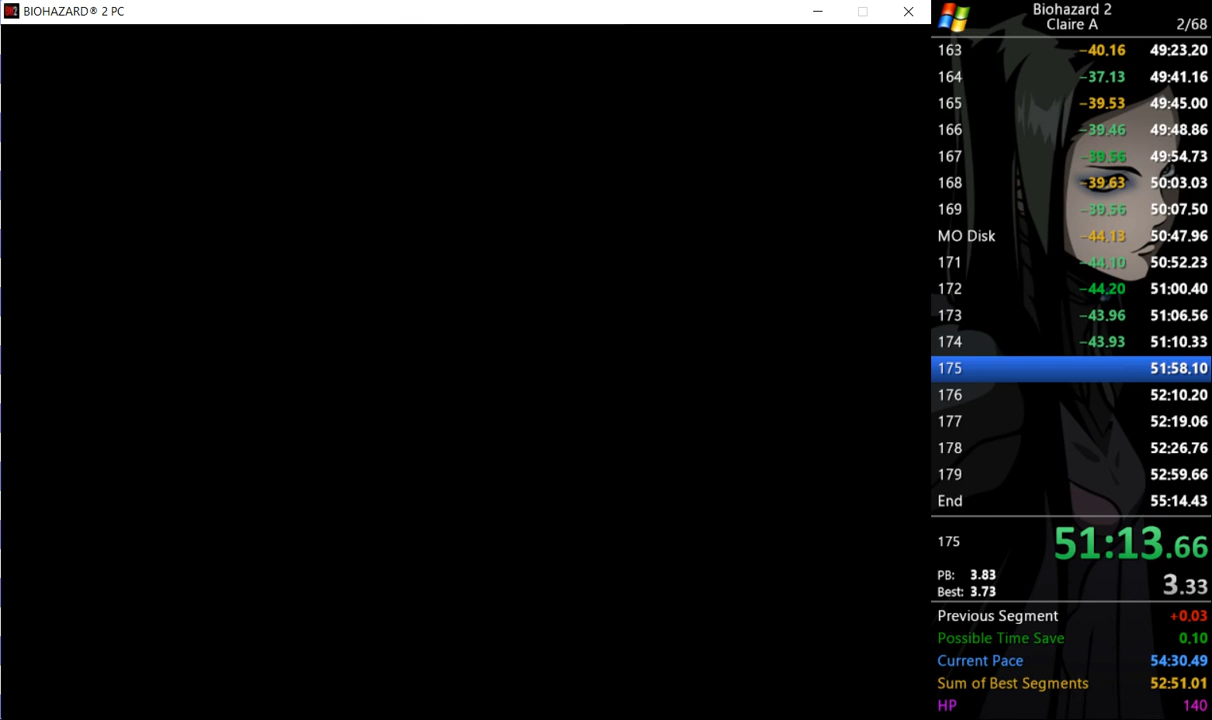 BIOHAZARD® 2 PC
Biohazard 2
Claire A 2/68
163 −40.16 49:23.20
164 −37.13 49:41.16
165 −39.53 49:45.00
166 −39.46 49:48.86
167 −39.56 49:54.73
168 −39.63 50:03.03
169 −39.56 50:07.50
MO Disk −44.13 50:47.96
171 −44.10 50:52.23
172 −44.20 51:00.40
173 −43.96 51:06.56
174 −43.93 51:10.33
175 51:58.10
176 52:10.20
177 52:19.06
178 52:26.76
179 52:59.66
End 55:14.43
175 51:13.66
PB: 3.83
Best: 3.73 3.33
Previous Segment +0.03
Possible Time Save 0.10
Current Pace 54:30.49
Sum of Best Segments 52:51.01
HP 140